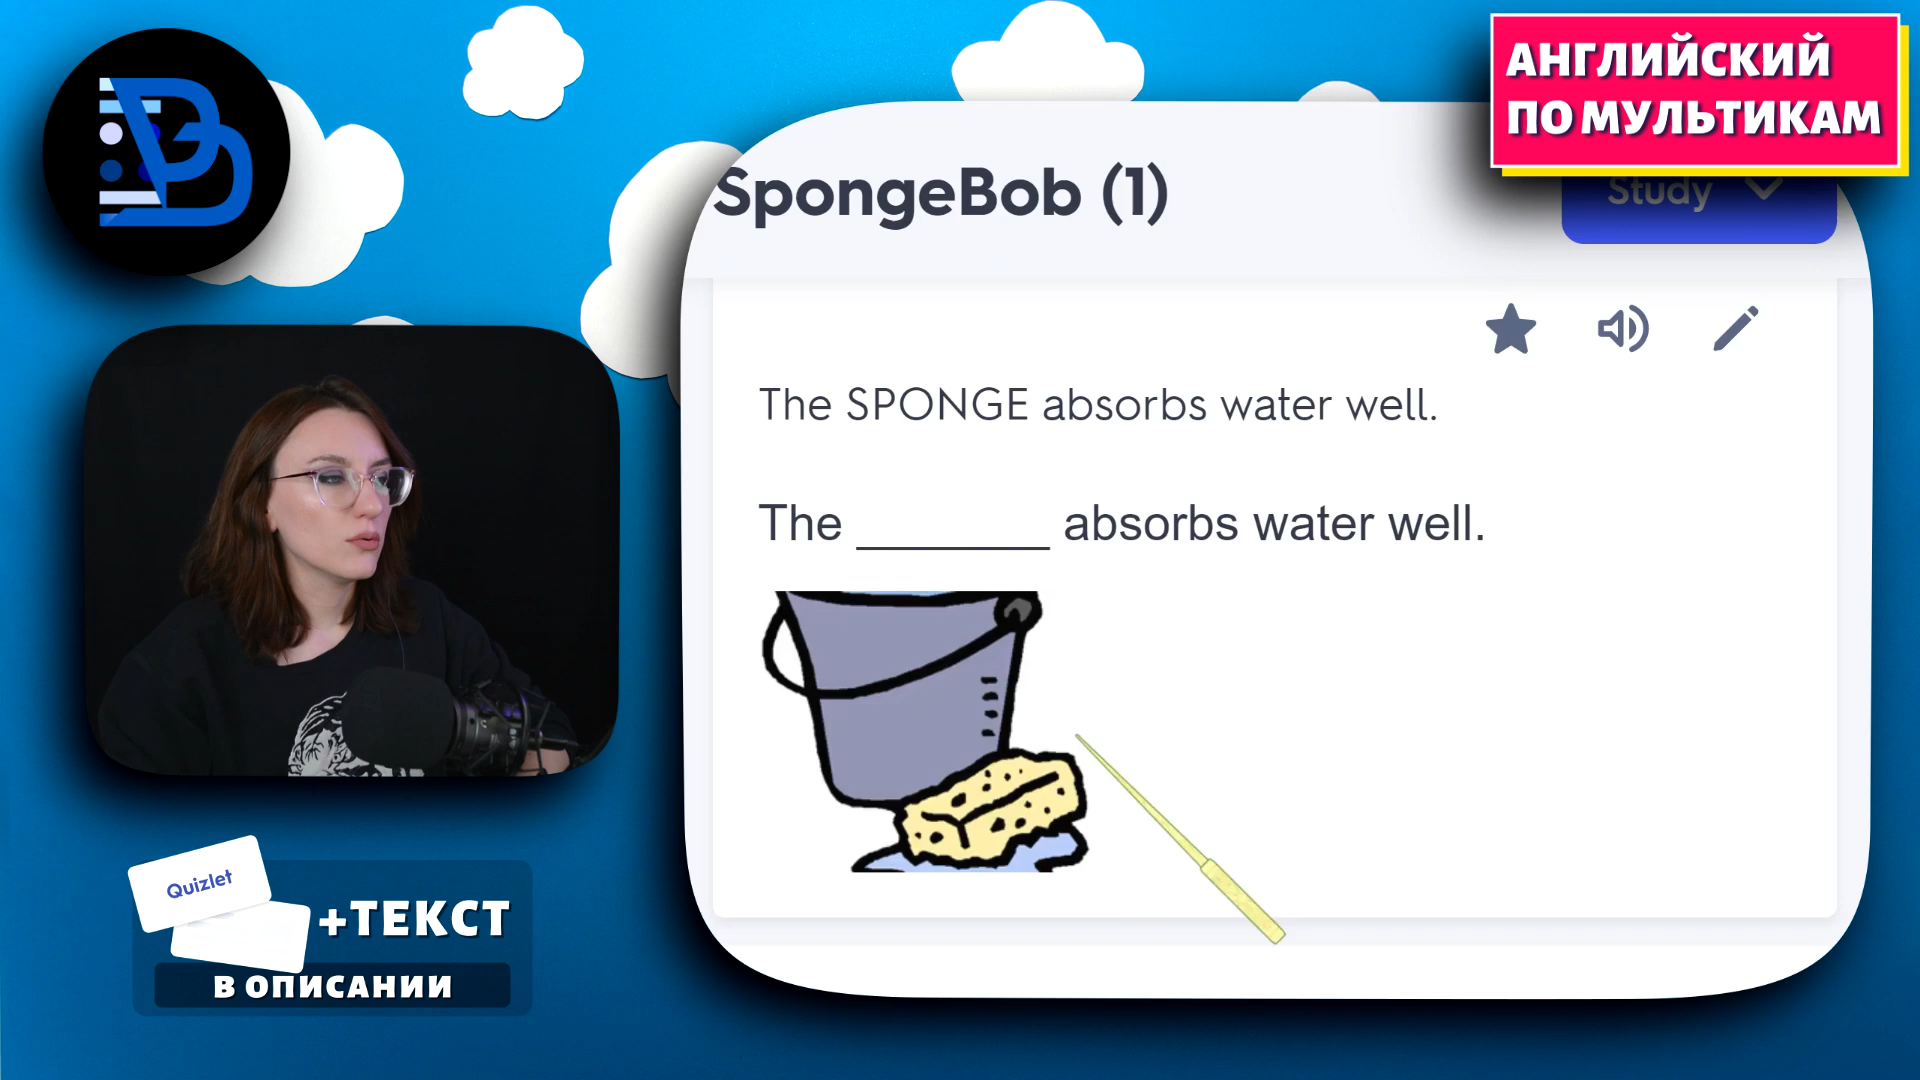 АНГЛИЙСКИЙ
ПО МУЛЬТИКАМ
SpongeBob (1)
Study
The SPONGE absorbs water well.
The ________ absorbs water well.
Quizlet
+ТЕКСТ
В ОПИСАНИИ